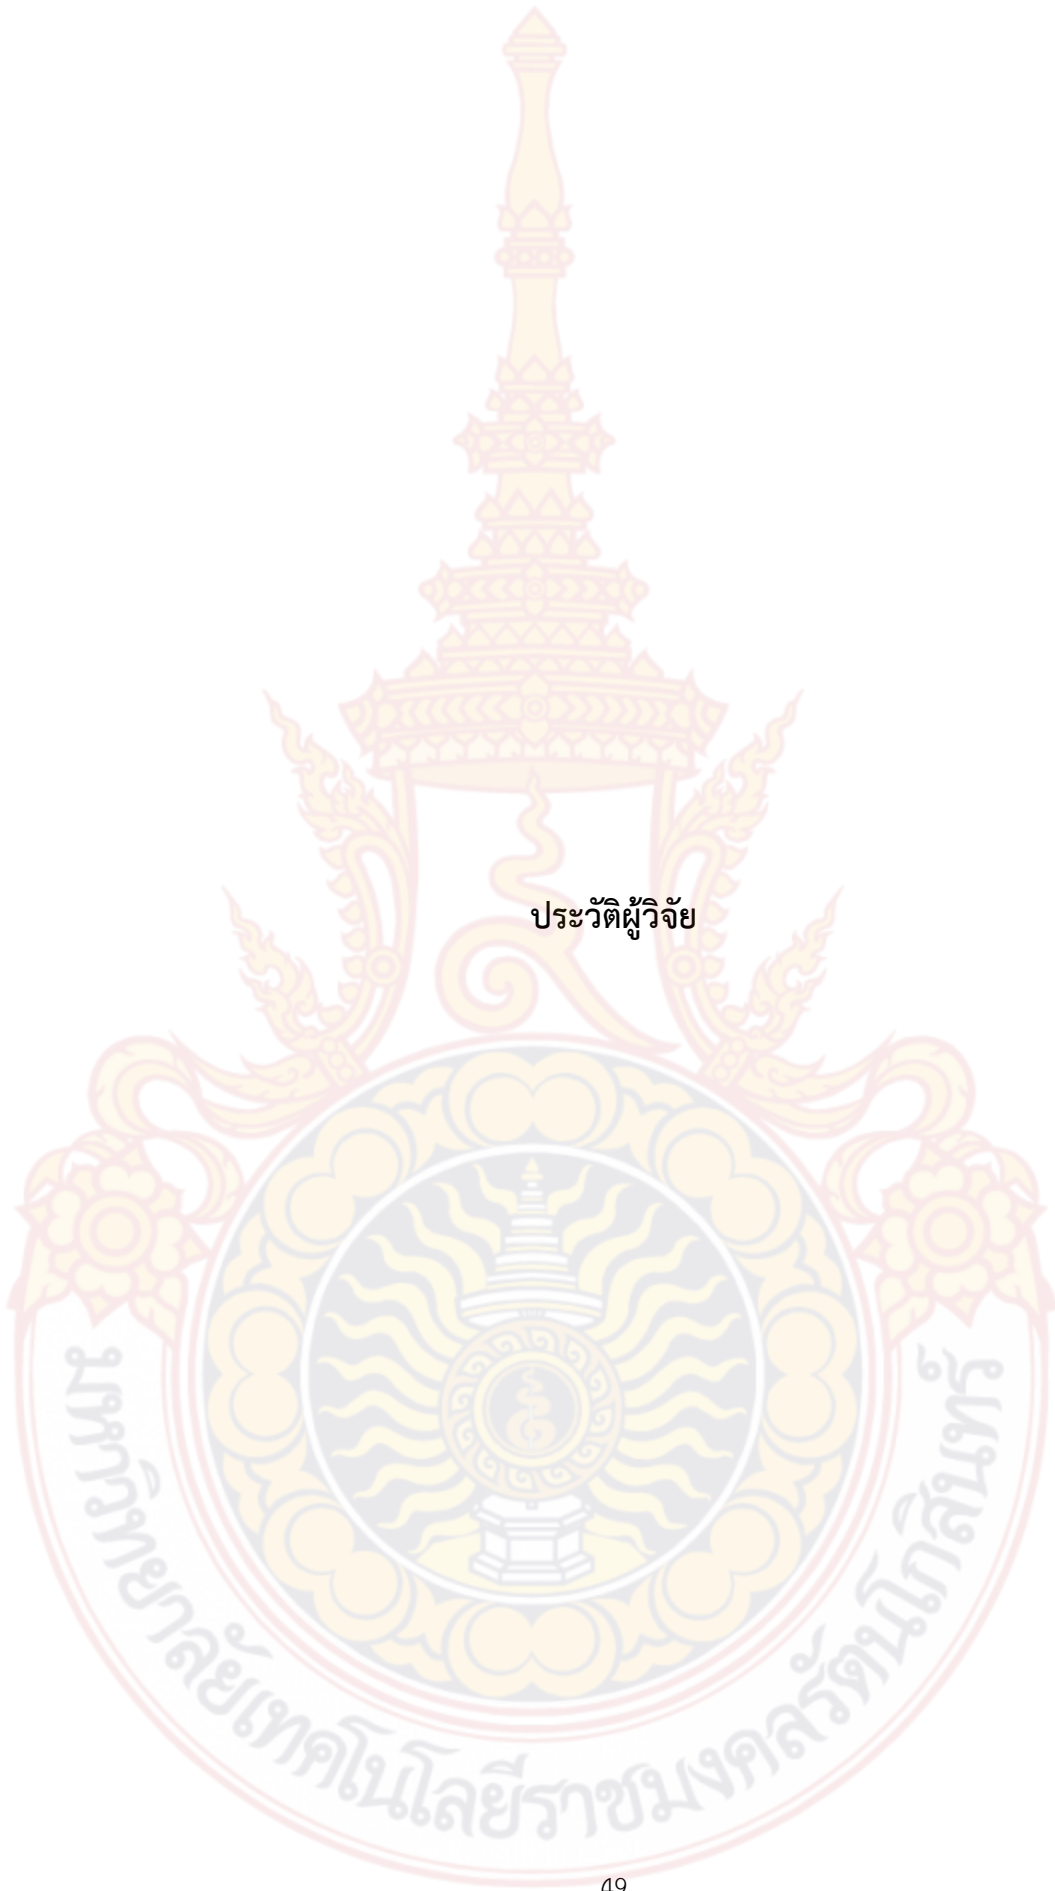 ประวัติผู้วิจัย
มหาวิทยาลัยเทคโนโลยีราชมงคลรัตนโกสินทร์
49